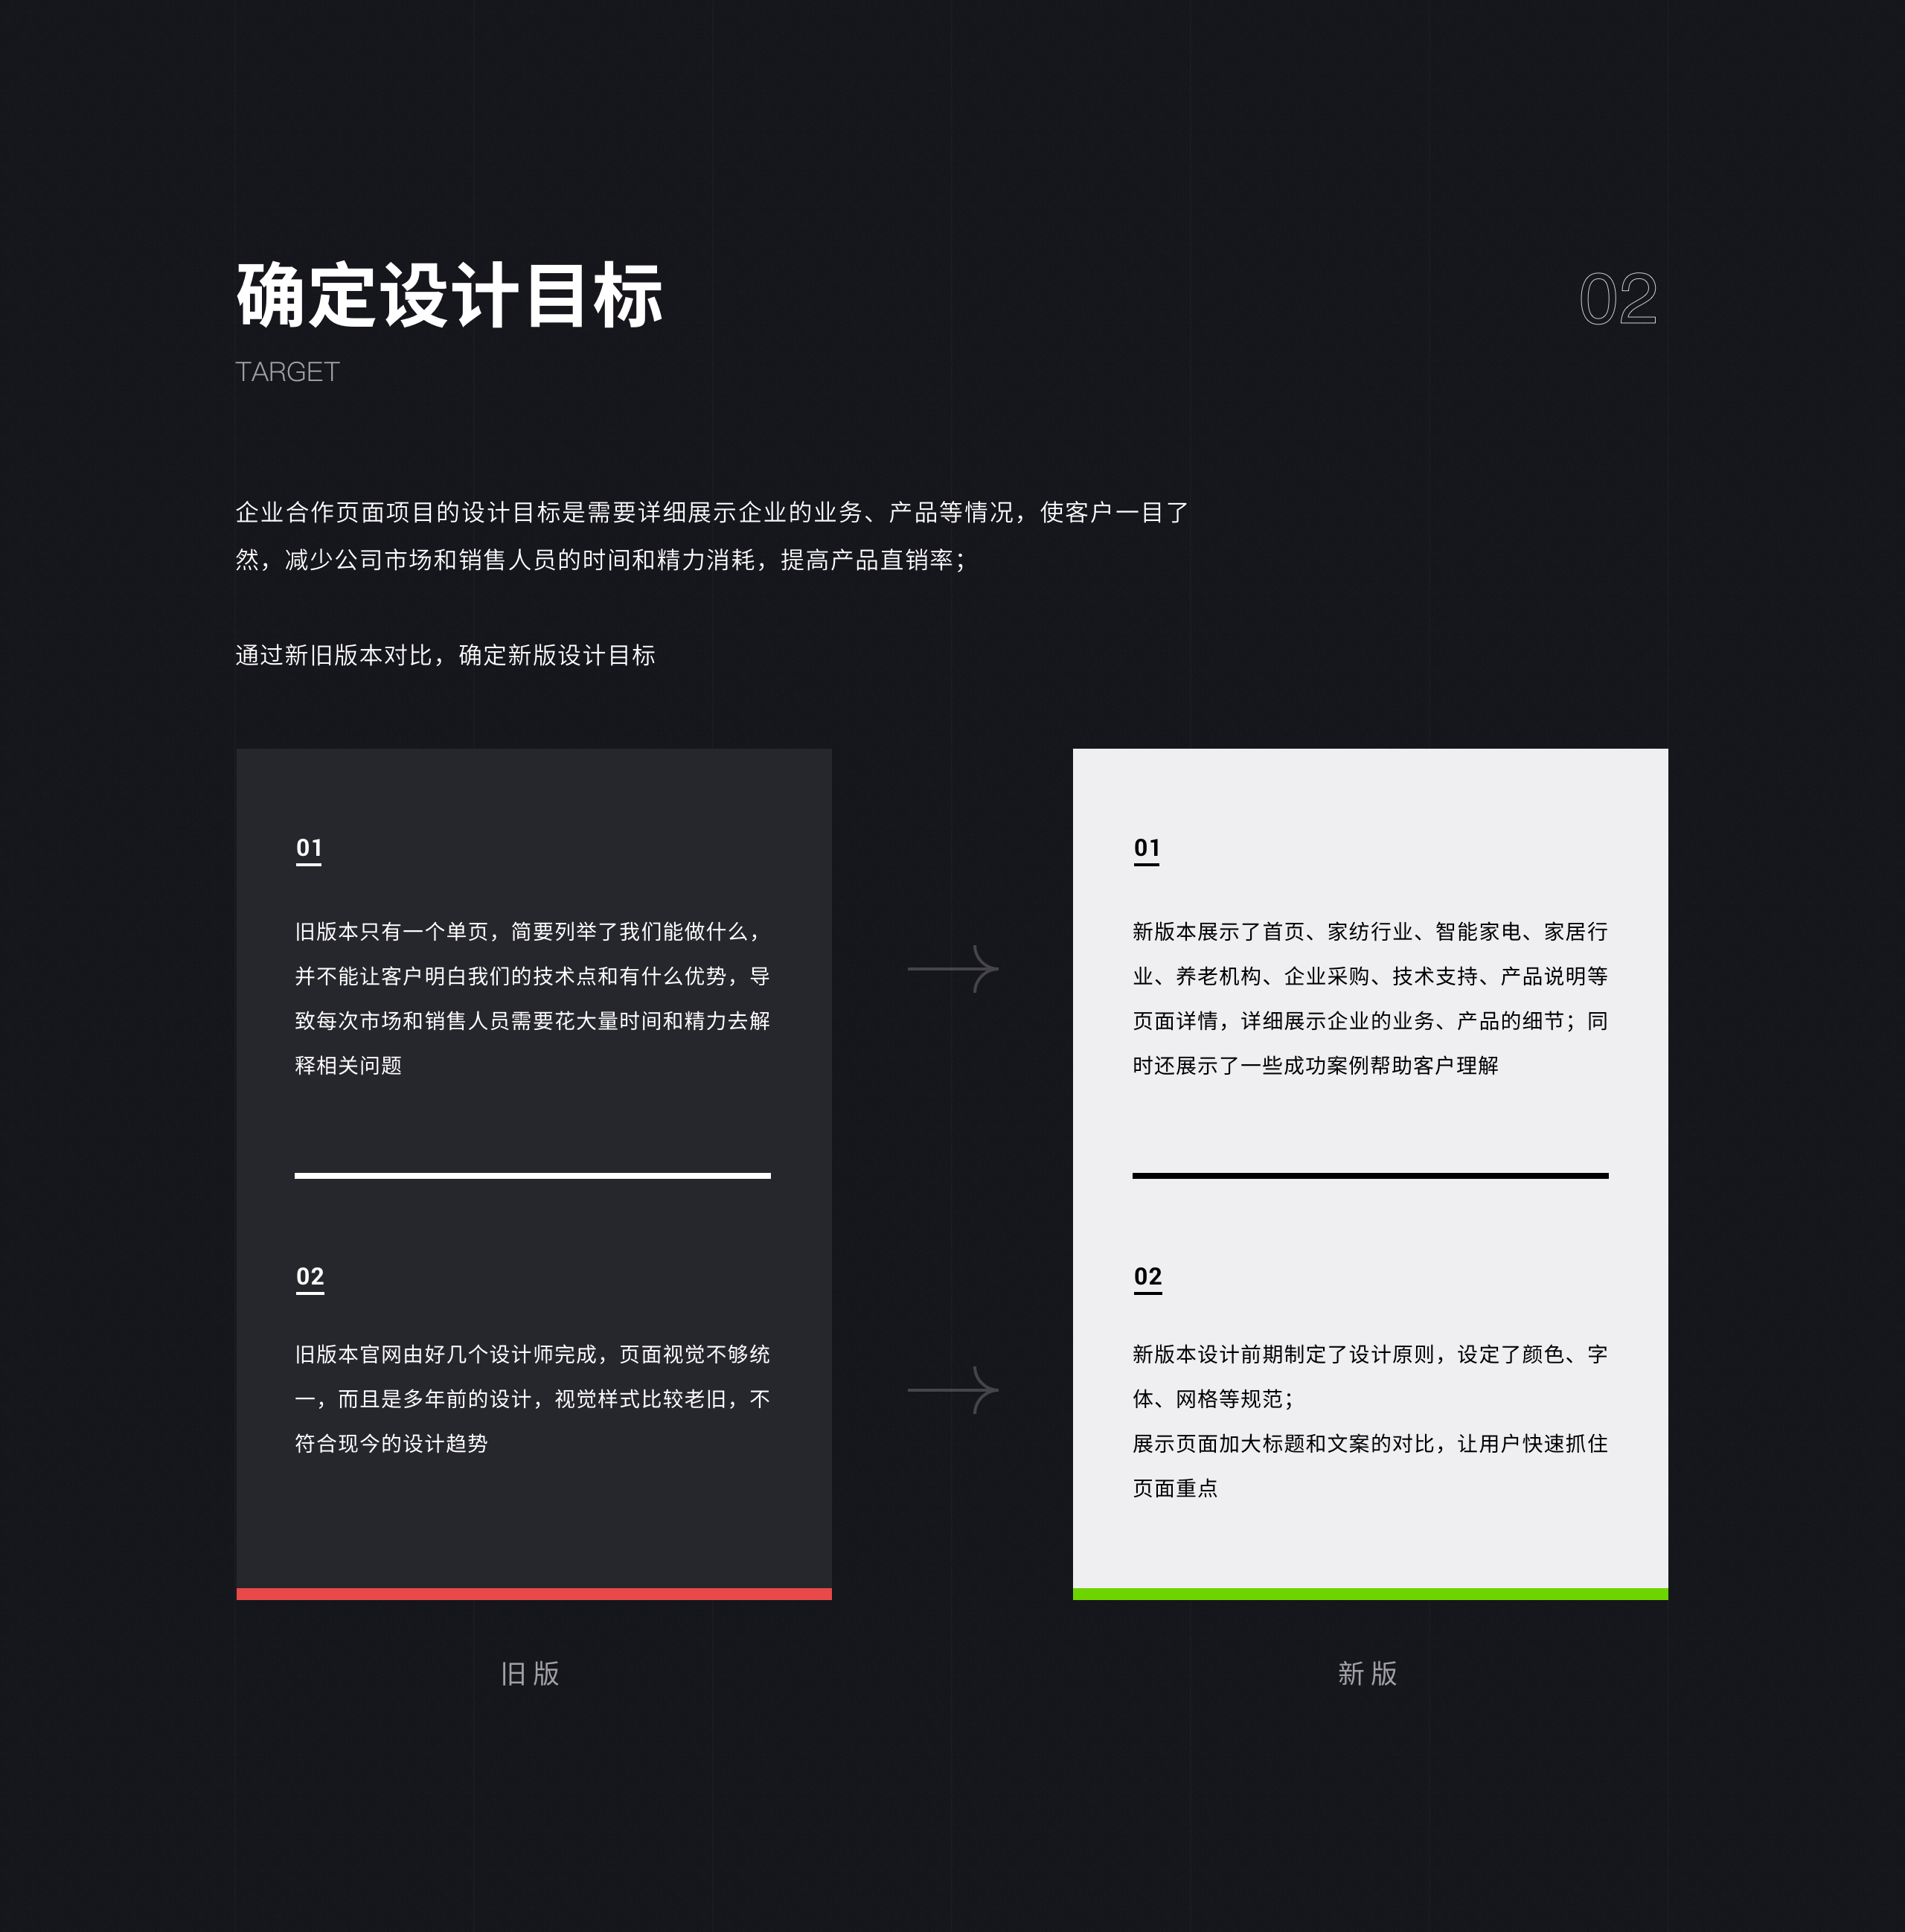 确定设计目标
02
TARGET
企业合作页面项目的设计目标是需要详细展示企业的业务、产品等情况，使客户一目了
然，减少公司市场和销售人员的时间和精力消耗，提高产品直销率；
通过新旧版本对比，确定新版设计目标
01
旧版本只有一个单页，简要列举了我们能做什么，
并不能让客户明白我们的技术点和有什么优势，导
致每次市场和销售人员需要花大量时间和精力去解
释相关问题
02
旧版本官网由好几个设计师完成，页面视觉不够统
一，而且是多年前的设计，视觉样式比较老旧，不
符合现今的设计趋势
旧版
01
新版本展示了首页、家纺行业、智能家电、家居行
业、养老机构、企业采购、技术支持、产品说明等
页面详情，详细展示企业的业务、产品的细节；同
时还展示了一些成功案例帮助客户理解
02
新版本设计前期制定了设计原则，设定了颜色、字
体、网格等规范；
展示页面加大标题和文案的对比，让用户快速抓住
页面重点
新版